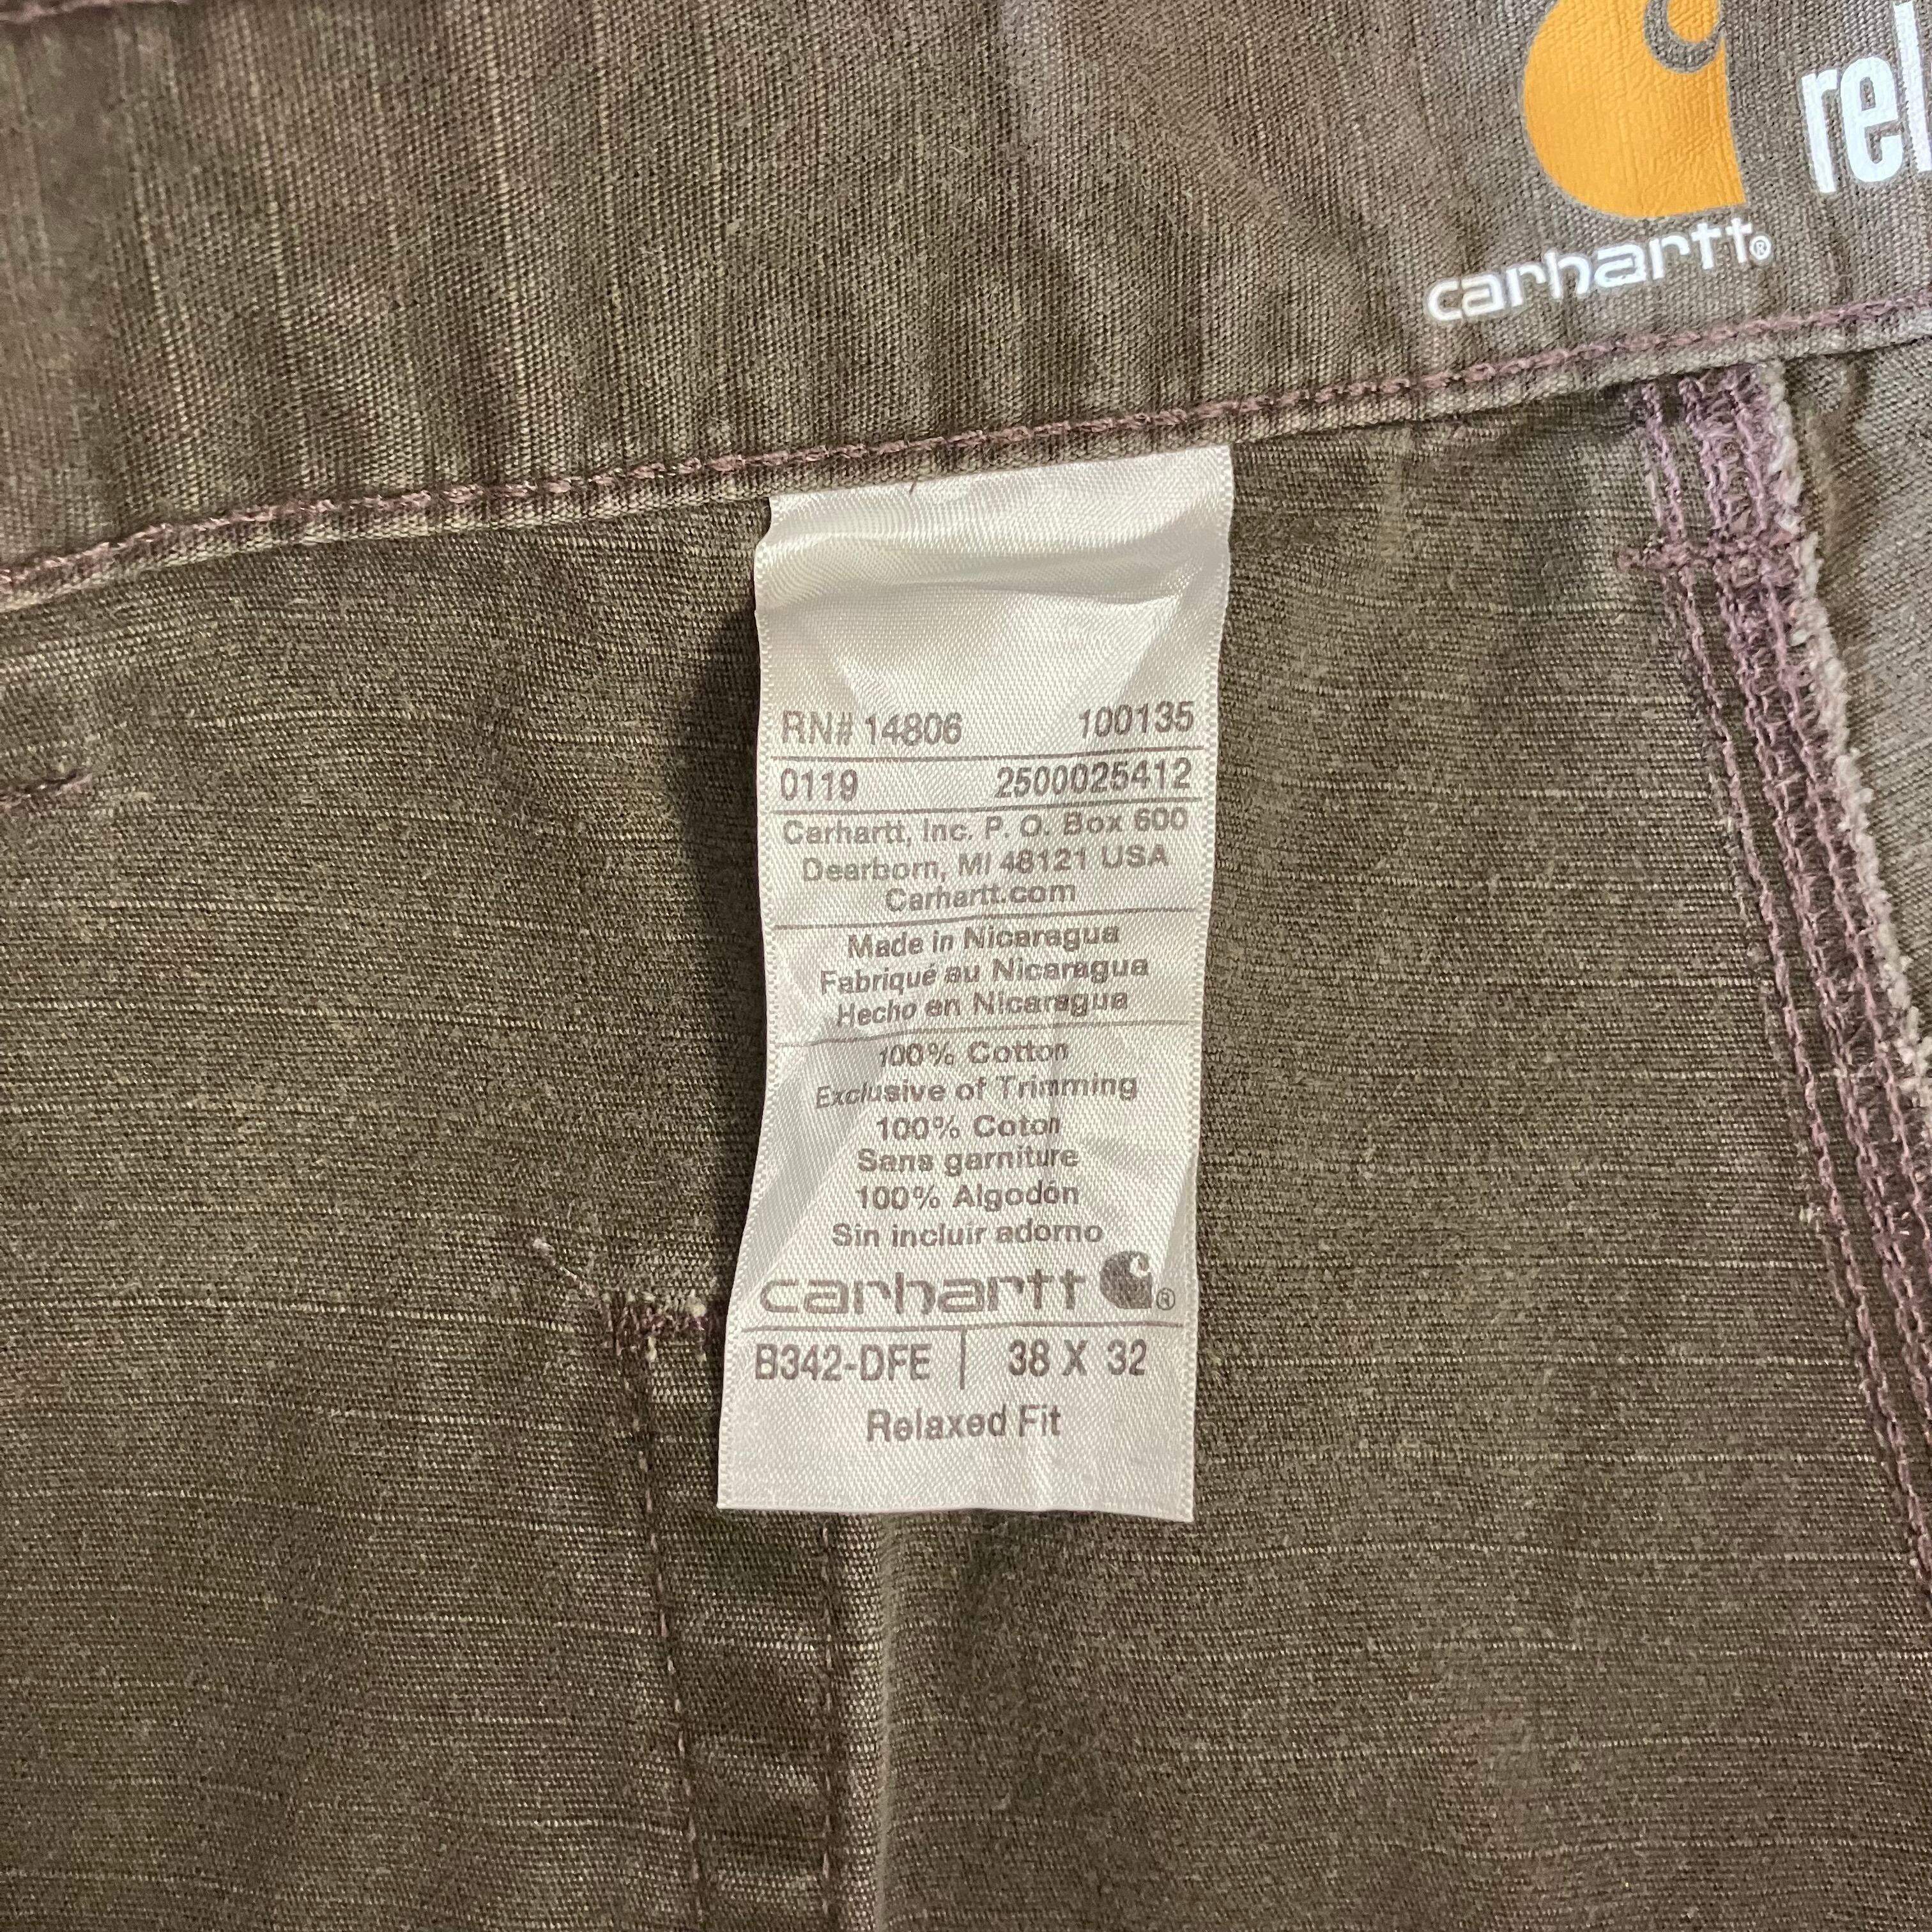 rel
carhartt®
RN# 14806 100135
0119 2500025412
Carhartt, Inc. P. O. Box 600
Dearborn, MI 48121 USA
Carhartt.com
Made in Nicaragua
Fabriqué au Nicaragua
Hecho en Nicaragua
100% Cotton
Exclusive of Trimming
100% Coton
Sans garniture
100% Algodón
Sin incluir adorno
carhartt ®
B342-DFE | 38 X 32
Relaxed Fit